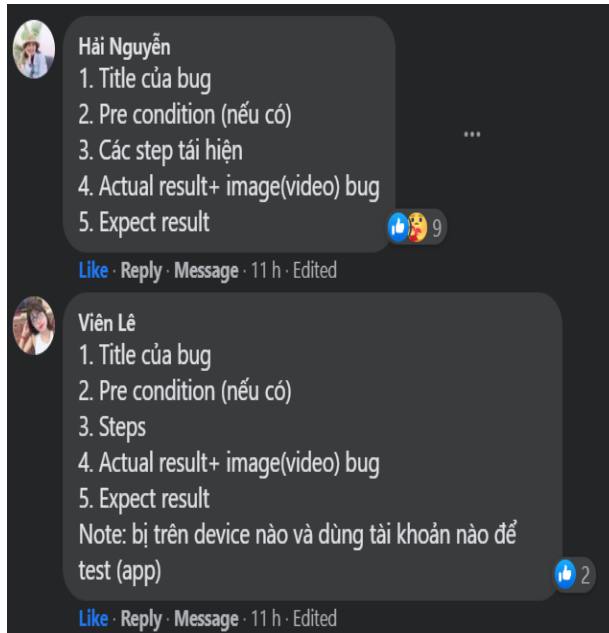 Hải Nguyễn
1. Title của bug
2. Pre condition (nếu có)
3. Các step tái hiện
4. Actual result+ image(video) bug
5. Expect result
9
Like · Reply · Message · 11 h · Edited
Viên Lê
1. Title của bug
2. Pre condition (nếu có)
3. Steps
4. Actual result+ image(video) bug
5. Expect result
Note: bị trên device nào và dùng tài khoản nào để
test (app)
2
Like · Reply · Message · 11 h · Edited